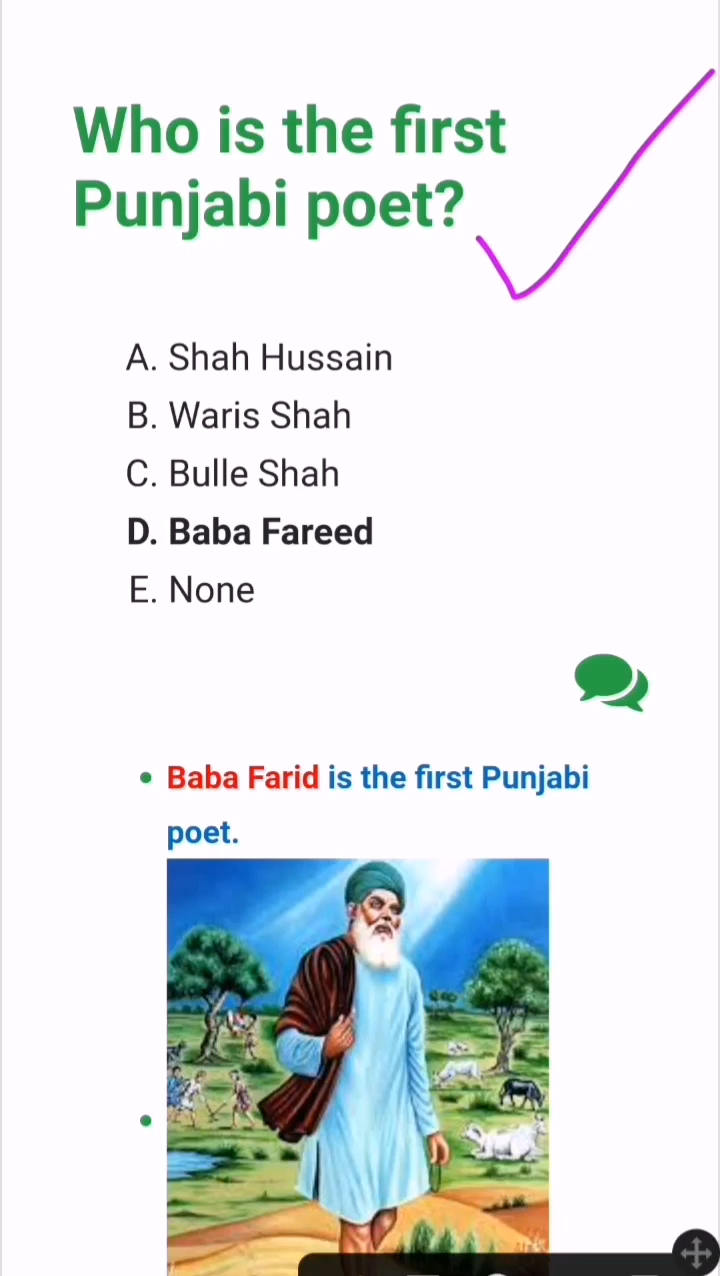 Who is the first
Punjabi poet?
A. Shah Hussain
B. Waris Shah
C. Bulle Shah
D. Baba Fareed
E. None
Baba Farid is the first Punjabi
poet.